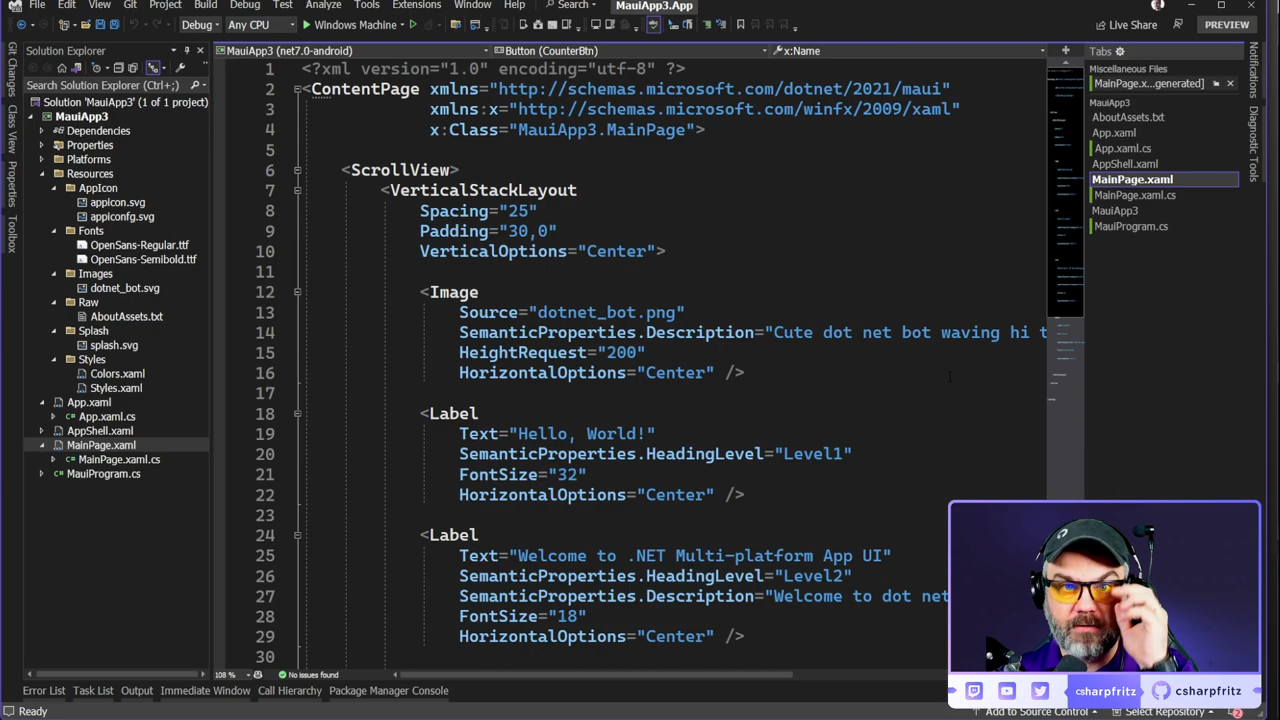 File Edit View Git Project Build Debug Test Analyze Tools Extensions Window Help Search MauiApp3.App
Debug Any CPU Windows Machine Live Share PREVIEW
Git Changes
Class View
Properties
Toolbox
Solution Explorer
Search Solution Explorer (Ctrl+;)
Solution 'MauiApp3' (1 of 1 project)
MauiApp3
Dependencies
Properties
Platforms
Resources
AppIcon
appicon.svg
appiconfg.svg
Fonts
OpenSans-Regular.ttf
OpenSans-Semibold.ttf
Images
dotnet_bot.svg
Raw
AboutAssets.txt
Splash
splash.svg
Styles
Colors.xaml
Styles.xaml
App.xaml
App.xaml.cs
AppShell.xaml
MainPage.xaml
MainPage.xaml.cs
MauiProgram.cs
MauiApp3 (net7.0-android) Button (CounterBtn) x:Name
1 <?xml version="1.0" encoding="utf-8" ?>
2 <ContentPage xmlns="http://schemas.microsoft.com/dotnet/2021/maui"
3 xmlns:x="http://schemas.microsoft.com/winfx/2009/xaml"
4 x:Class="MauiApp3.MainPage">
5
6 <ScrollView>
7 <VerticalStackLayout
8 Spacing="25"
9 Padding="30,0"
10 VerticalOptions="Center">
11
12 <Image
13 Source="dotnet_bot.png"
14 SemanticProperties.Description="Cute dot net bot waving hi t
15 HeightRequest="200"
16 HorizontalOptions="Center" />
17
18 <Label
19 Text="Hello, World!"
20 SemanticProperties.HeadingLevel="Level1"
21 FontSize="32"
22 HorizontalOptions="Center" />
23
24 <Label
25 Text="Welcome to .NET Multi-platform App UI"
26 SemanticProperties.HeadingLevel="Level2"
27 SemanticProperties.Description="Welcome to dot net
28 FontSize="18"
29 HorizontalOptions="Center" />
30
108 % No issues found
Tabs
Miscellaneous Files
MainPage.x...generated]
MauiApp3
AboutAssets.txt
App.xaml
App.xaml.cs
AppShell.xaml
MainPage.xaml
MainPage.xaml.cs
MauiApp3
MauiProgram.cs
Notifications
Diagnostic Tools
csharpfritz csharpfritz
Error List Task List Output Immediate Window Call Hierarchy Package Manager Console
Ready Add to Source Control Select Repository 2